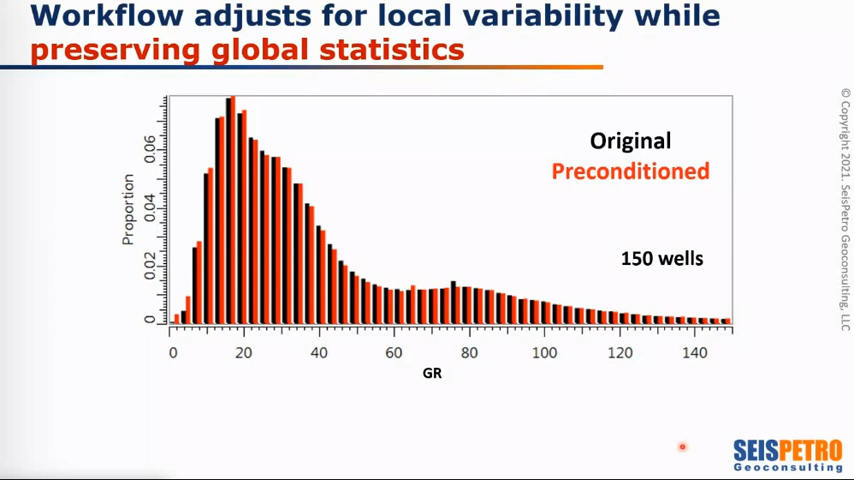 Workflow adjusts for local variability while
preserving global statistics
Original
Preconditioned
150 wells
Proportion
0.06
0.04
0.02
0
0 20 40 60 80 100 120 140
GR
© Copyright 2021. SeisPetro Geoconsulting, LLC
SEISPETRO
Geoconsulting